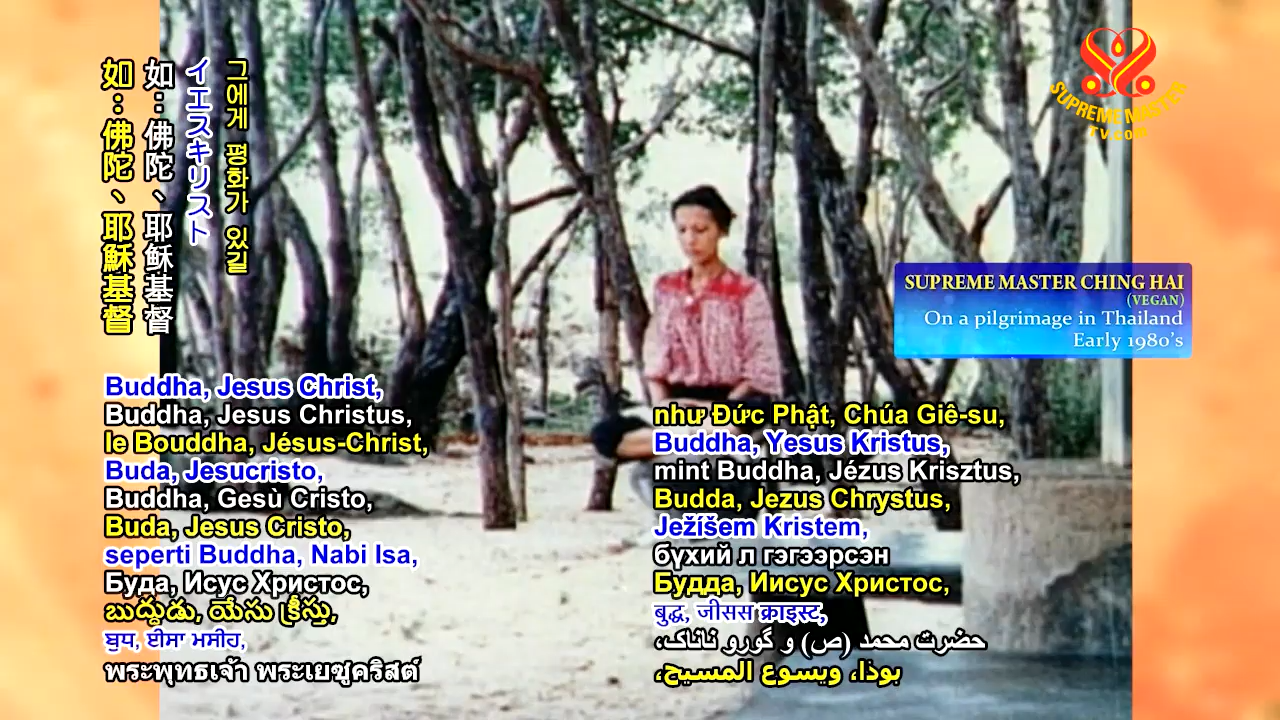 如…佛陀、耶穌基督
如…佛陀、耶稣基督
イエスキリスト
그에게 평화가 있길
SUPREME MASTER
TV.com
SUPREME MASTER CHING HAI
(VEGAN)
On a pilgrimage in Thailand
Early 1980's
Buddha, Jesus Christ,
Buddha, Jesus Christus,
le Bouddha, Jésus-Christ,
Buda, Jesucristo,
Buddha, Gesù Cristo,
Buda, Jesus Cristo,
seperti Buddha, Nabi Isa,
Буда, Исус Христос,
బుద్దుడు, యేసు క్రీస్తు,
ਬੁਧ, ਈਸਾ ਮਸੀਹ,
พระพุทธเจ้า พระเยซูคริสต์
như Đức Phật, Chúa Giê-su,
Buddha, Yesus Kristus,
mint Buddha, Jézus Krisztus,
Budda, Jezus Chrystus,
Ježíšem Kristem,
бүхий л гэгээрсэн
Будда, Иисус Христос,
बुद्ध, जीसस क्राइस्ट,
حضرت محمد (ص) و گورو ناناک،
بوذا، ويسوع المسيح،